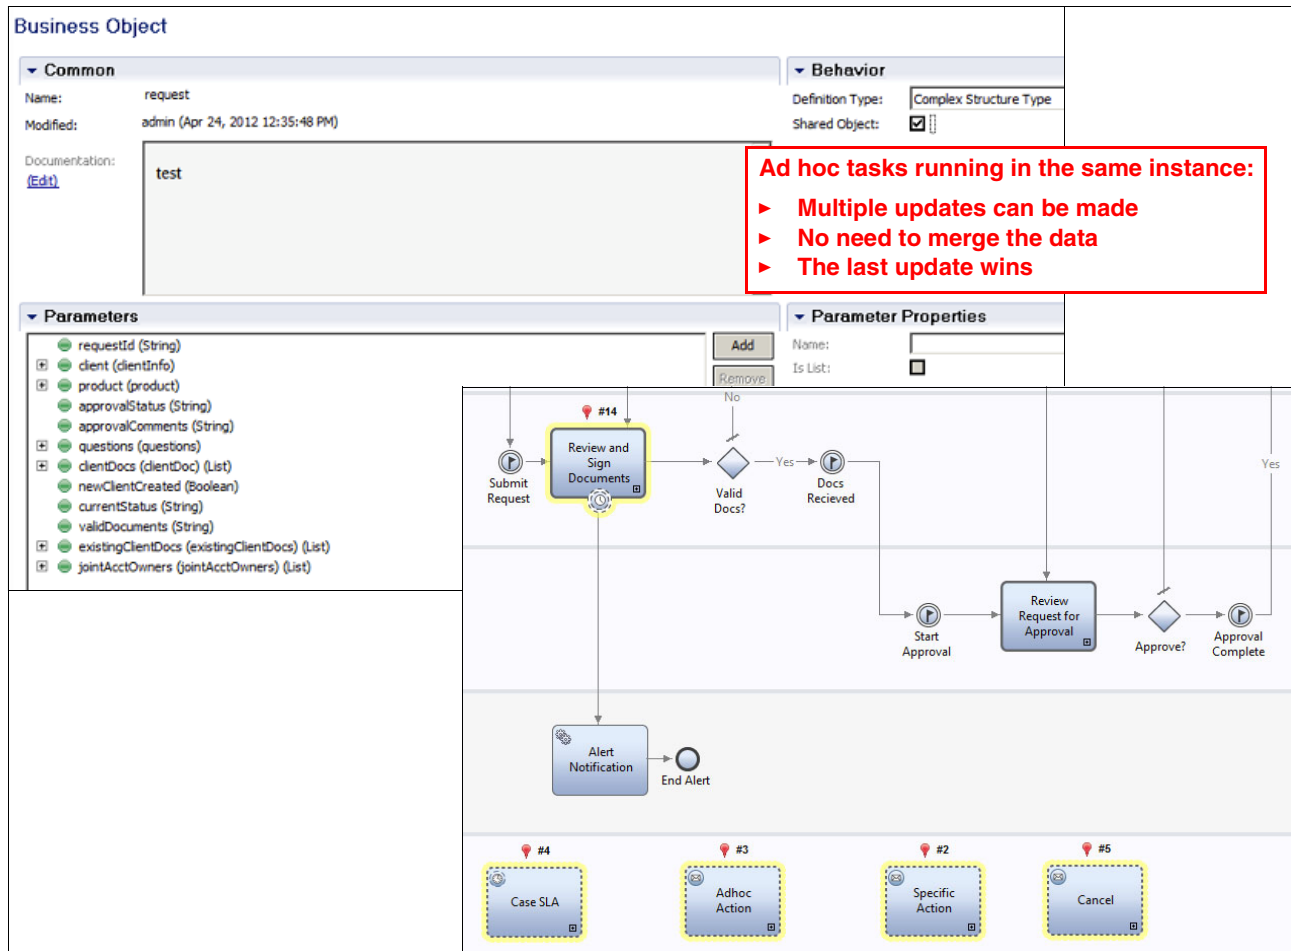 Business Object
Common
Name:
request
Modified:
admin (Apr 24, 2012 12:35:48 PM)
Documentation:
(Edit)
test
Behavior
Definition Type:
Complex Structure Type
Shared Object:
Ad hoc tasks running in the same instance:
► Multiple updates can be made
► No need to merge the data
► The last update wins
Parameters
requestId (String)
client (clientInfo)
product (product)
approvalStatus (String)
approvalComments (String)
questions (questions)
clientDocs (clientDoc) (List)
newClientCreated (Boolean)
currentStatus (String)
validDocuments (String)
existingClientDocs (existingClientDocs) (List)
jointAcctOwners (jointAcctOwners) (List)
Add
Remove
Parameter Properties
Name:
Is List:
#14
No
Submit
Request
Review and
Sign
Documents
Valid
Docs?
Yes
Docs
Recieved
Yes
Start
Approval
Review
Request for
Approval
Approve?
Approval
Complete
Alert
Notification
End Alert
#4
Case SLA
#3
Adhoc
Action
#2
Specific
Action
#5
Cancel